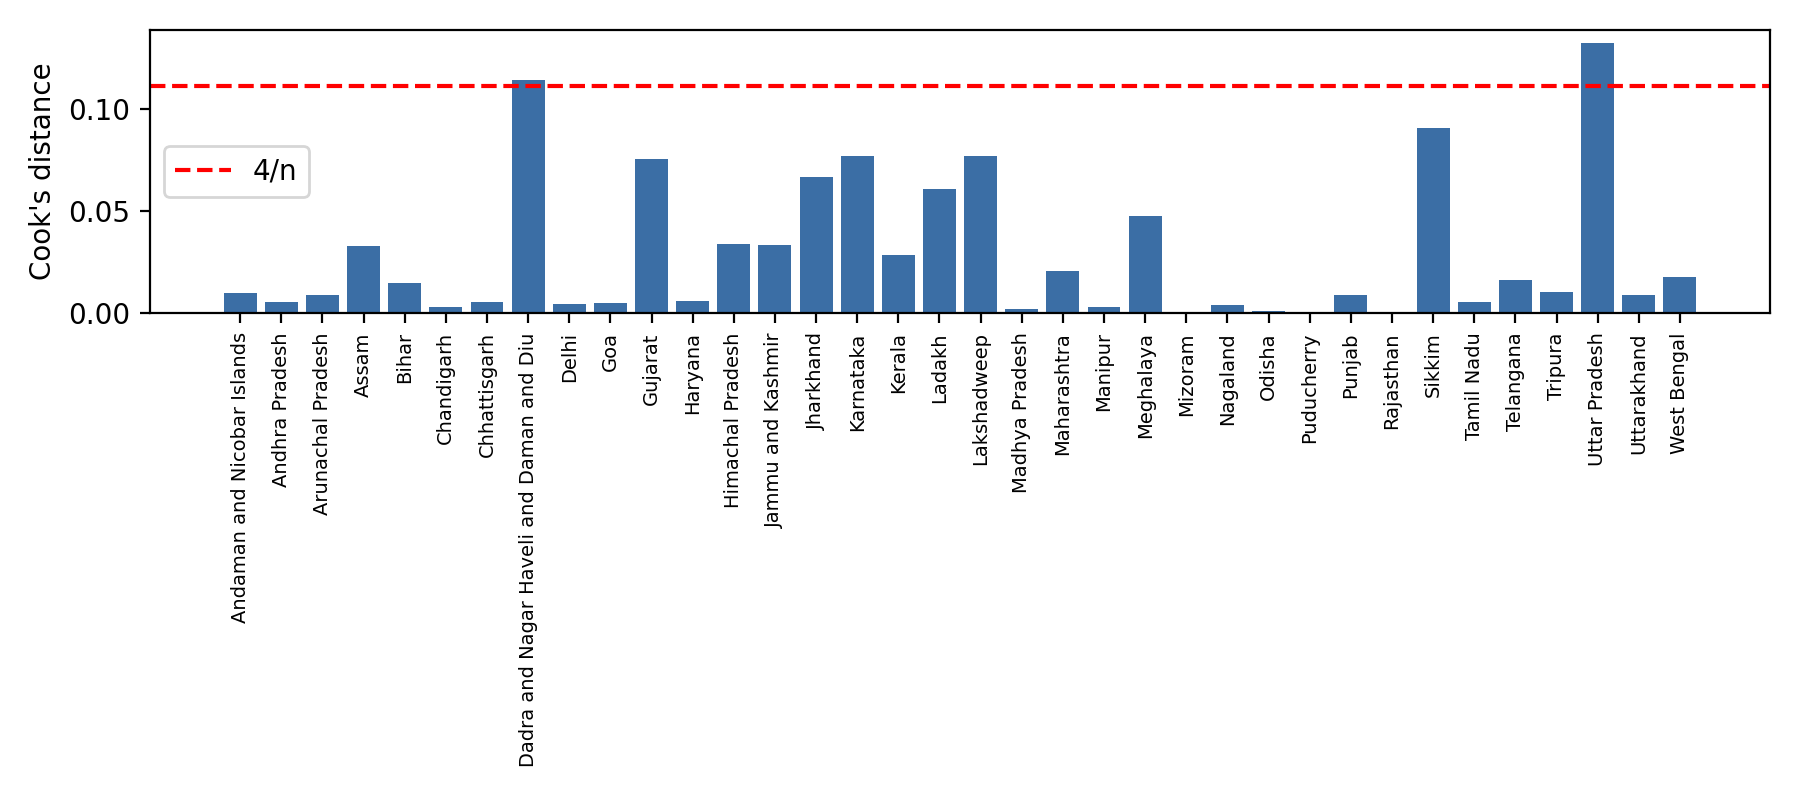 Cook's distance
0.10
0.05
0.00
4/n
Andaman and Nicobar Islands
Andhra Pradesh
Arunachal Pradesh
Assam
Bihar
Chandigarh
Chhattisgarh
Dadra and Nagar Haveli and Daman and Diu
Delhi
Goa
Gujarat
Haryana
Himachal Pradesh
Jammu and Kashmir
Jharkhand
Karnataka
Kerala
Ladakh
Lakshadweep
Madhya Pradesh
Maharashtra
Manipur
Meghalaya
Mizoram
Nagaland
Odisha
Puducherry
Punjab
Rajasthan
Sikkim
Tamil Nadu
Telangana
Tripura
Uttar Pradesh
Uttarakhand
West Bengal